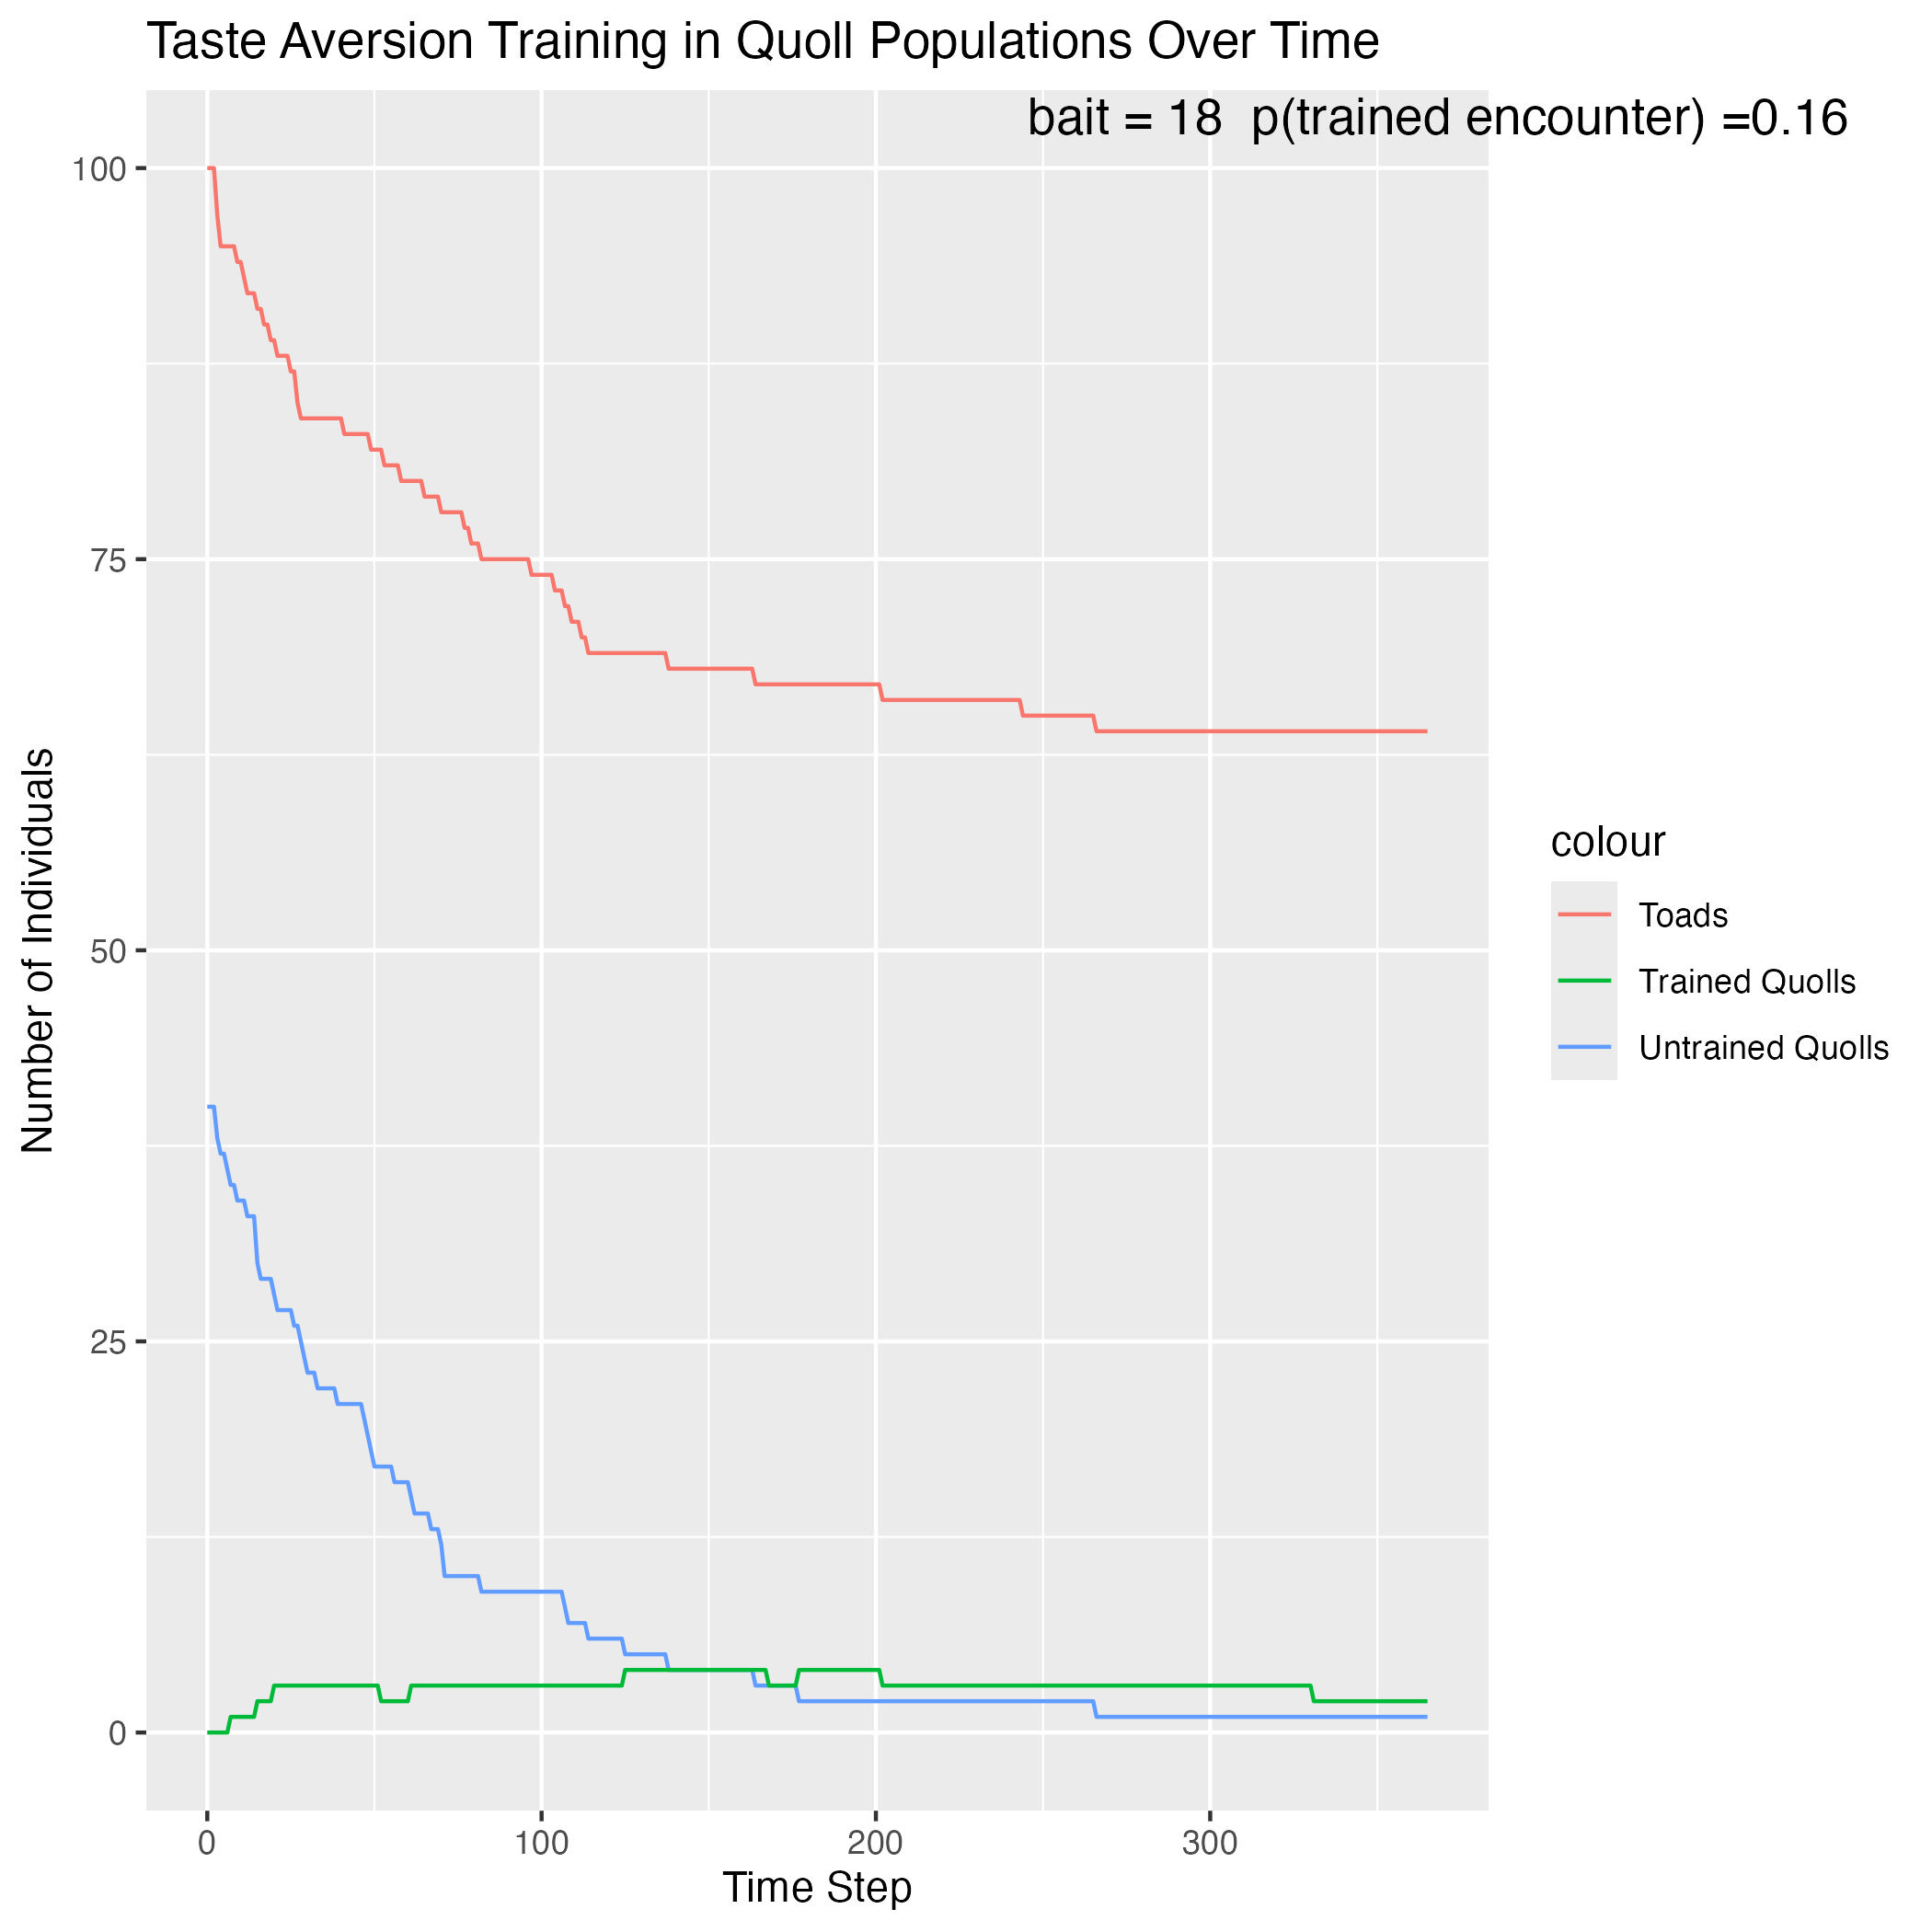 Taste Aversion Training in Quoll Populations Over Time
bait = 18  p(trained encounter) =0.16
100
75
50
25
0
Number of Individuals
0
100
200
300
Time Step
colour
Toads
Trained Quolls
Untrained Quolls